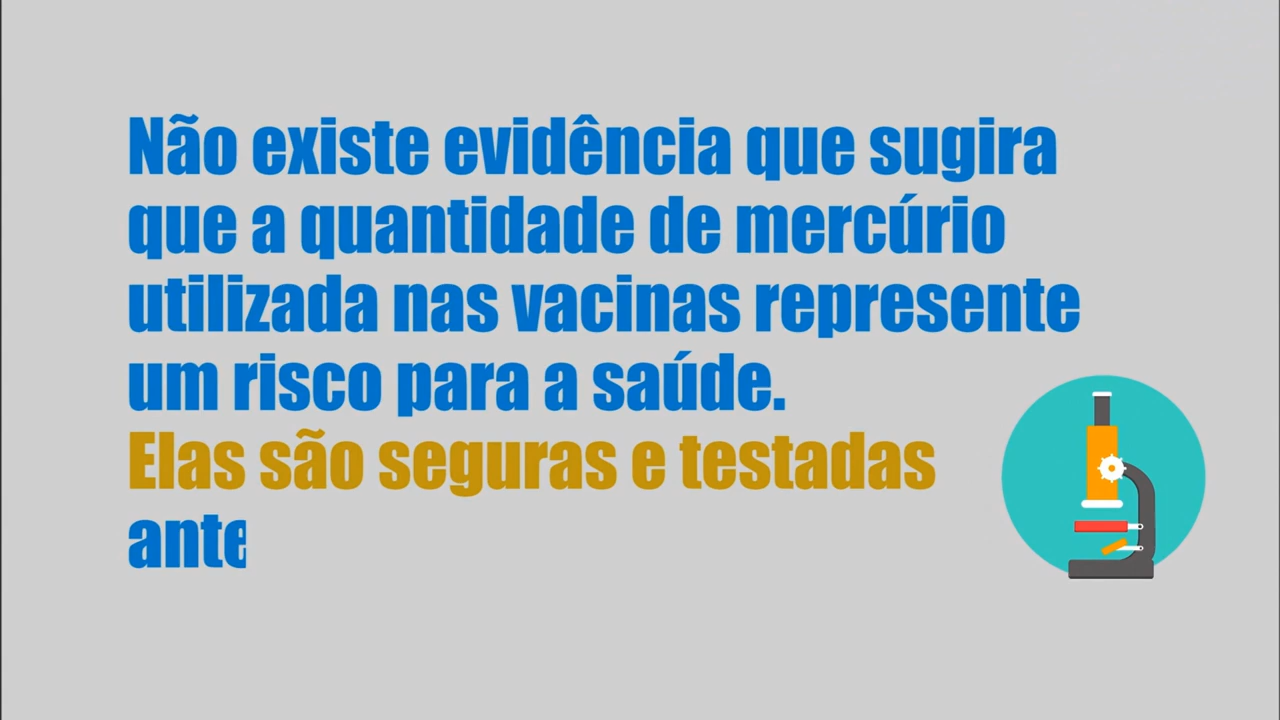 Não existe evidência que sugira
que a quantidade de mercúrio
utilizada nas vacinas represente
um risco para a saúde.
Elas são seguras e testadas
ante